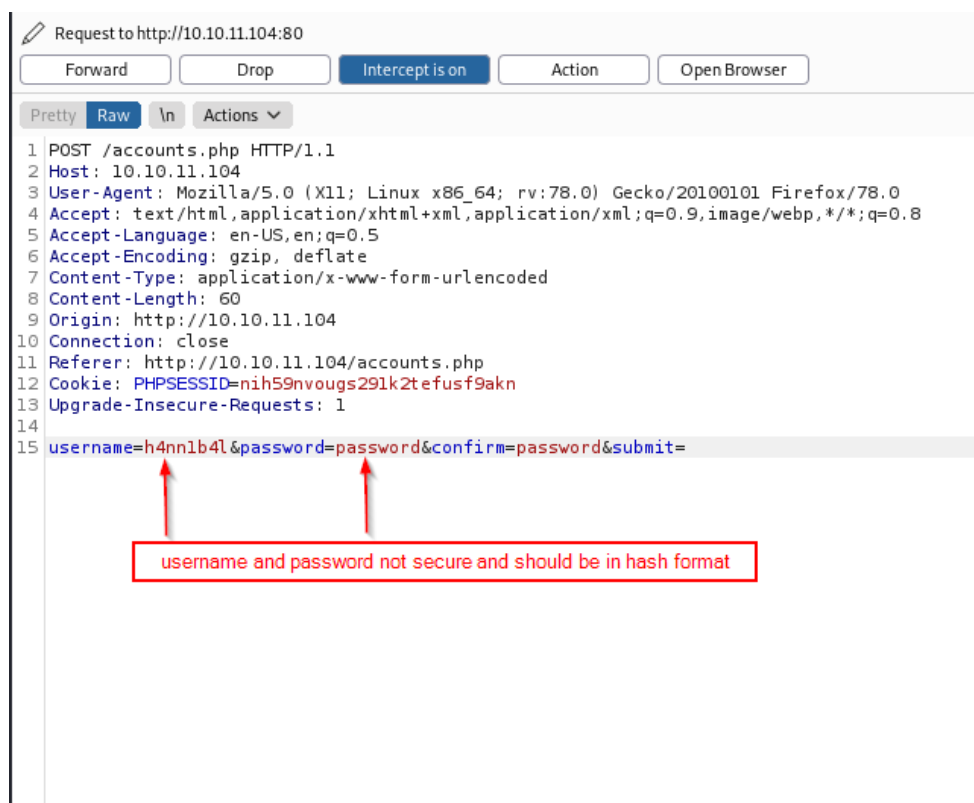 Request to http://10.10.11.104:80
Forward Drop Intercept is on Action Open Browser
Pretty Raw \n Actions
1 POST /accounts.php HTTP/1.1
2 Host: 10.10.11.104
3 User-Agent: Mozilla/5.0 (X11; Linux x86_64; rv:78.0) Gecko/20100101 Firefox/78.0
4 Accept: text/html,application/xhtml+xml,application/xml;q=0.9,image/webp,*/*;q=0.8
5 Accept-Language: en-US,en;q=0.5
6 Accept-Encoding: gzip, deflate
7 Content-Type: application/x-www-form-urlencoded
8 Content-Length: 60
9 Origin: http://10.10.11.104
10 Connection: close
11 Referer: http://10.10.11.104/accounts.php
12 Cookie: PHPSESSID=nih59nvougs291k2tefusf9akn
13 Upgrade-Insecure-Requests: 1
14
15 username=h4nn1b4l&password=password&confirm=password&submit=
username and password not secure and should be in hash format